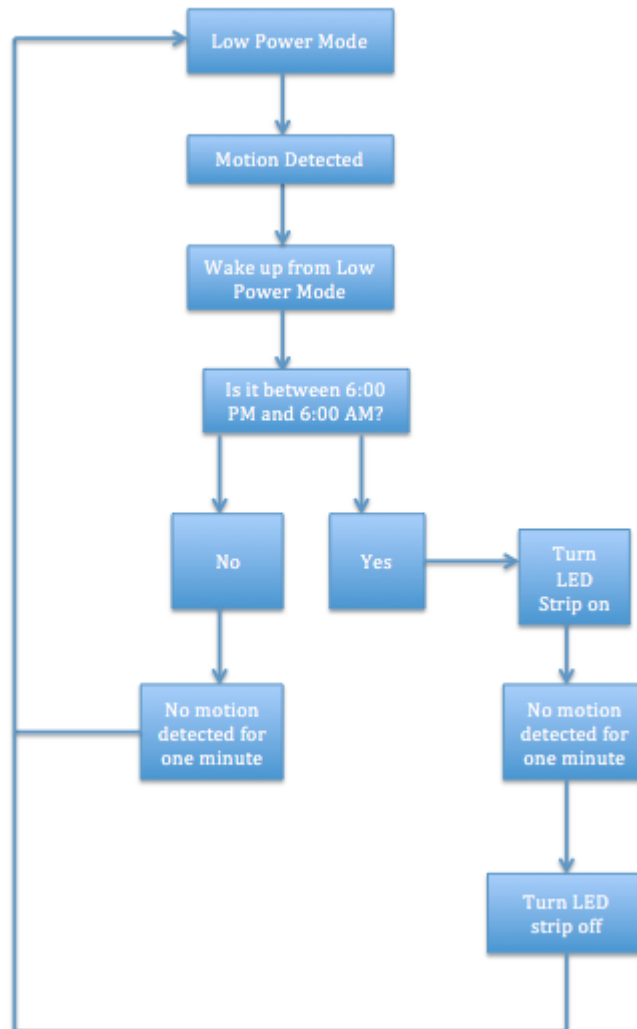 Low Power Mode
Motion Detected
Wake up from Low
Power Mode
Is it between 6:00
PM and 6:00 AM?
No
Yes
Turn
LED
Strip on
No motion
detected for
one minute
No motion
detected for
one minute
Turn LED
strip off